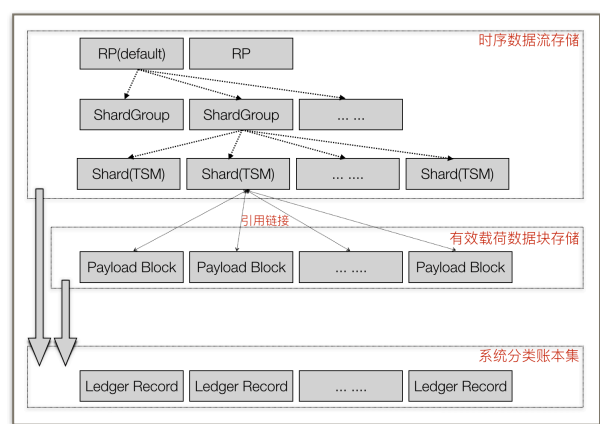 时序数据流存储
RP(default) RP
ShardGroup ShardGroup ... ...
Shard(TSM) Shard(TSM) ... .... Shard(TSM)
引用链接
有效载荷数据块存储
Payload Block Payload Block ... .... Payload Block
系统分类账本集
Ledger Record Ledger Record ... .... Ledger Record